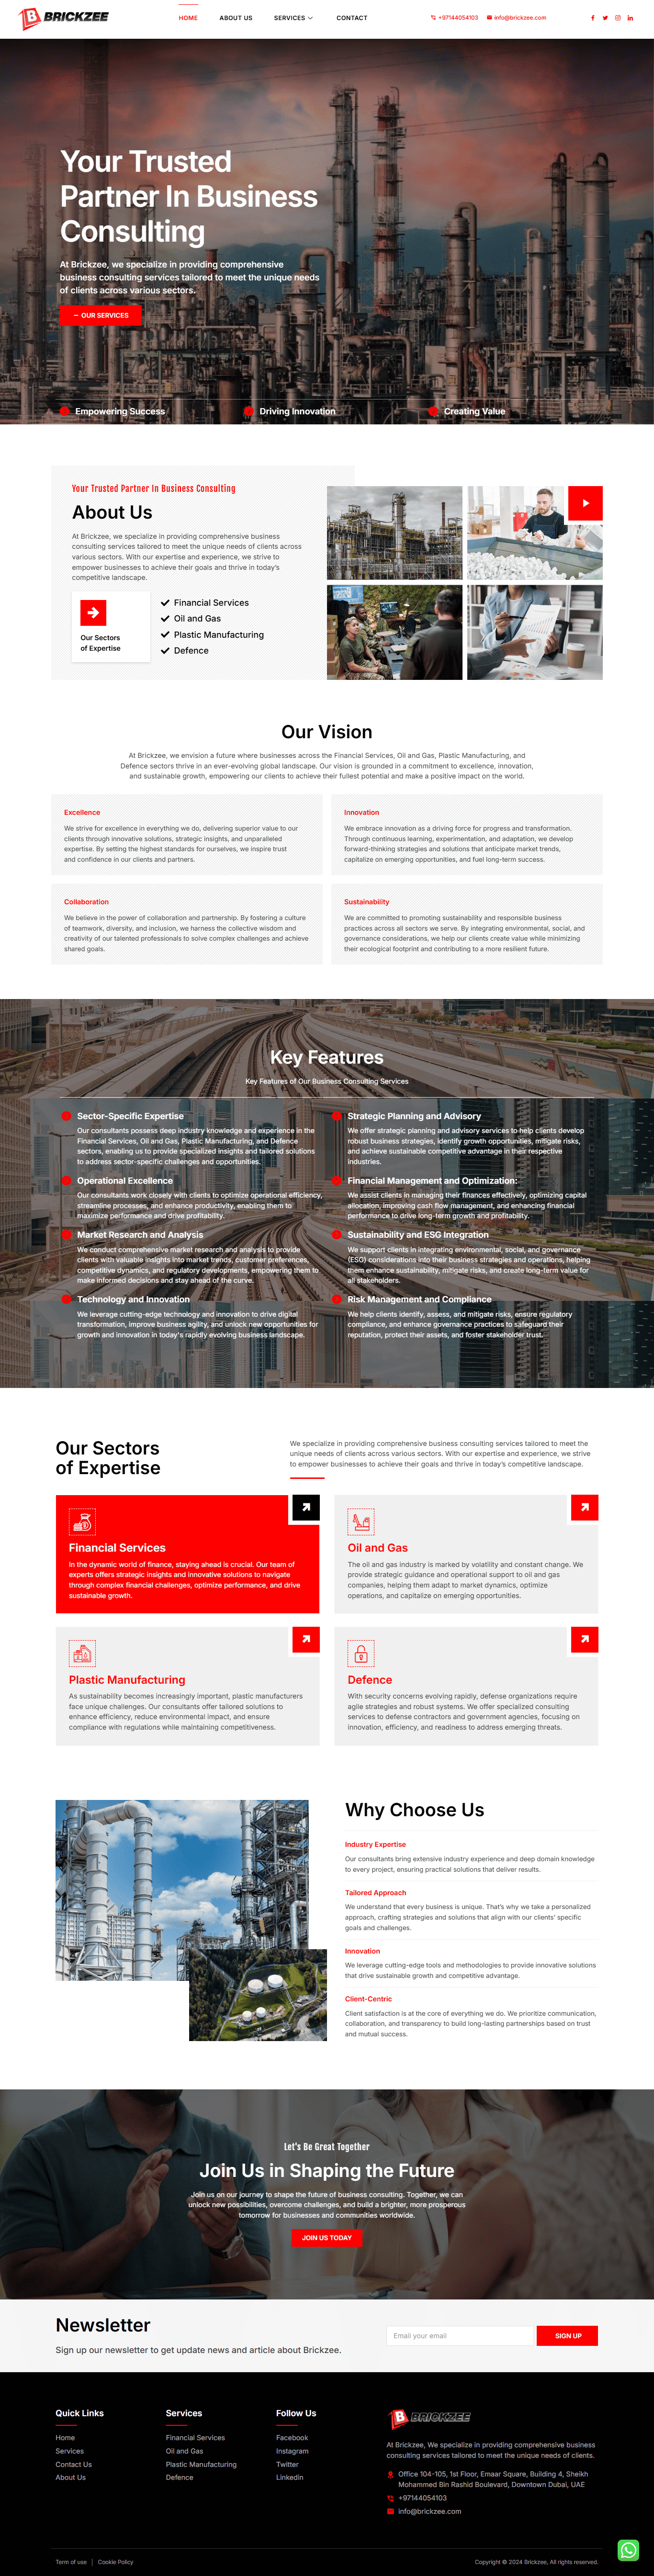 BRICKZEE
HOME
ABOUT US
SERVICES
CONTACT
+97144054103
info@brickzee.com
Your Trusted
Partner In Business
Consulting
At Brickzee, we specialize in providing comprehensive
business consulting services tailored to meet the unique needs
of clients across various sectors.
OUR SERVICES
Empowering Success
Driving Innovation
Creating Value
Your Trusted Partner In Business Consulting
About Us
At Brickzee, we specialize in providing comprehensive business
consulting services tailored to meet the unique needs of clients across
various sectors. With our expertise and experience, we strive to
empower businesses to achieve their goals and thrive in today's
competitive landscape.
Our Sectors
of Expertise
Financial Services
Oil and Gas
Plastic Manufacturing
Defence
Our Vision
At Brickzee, we envision a future where businesses across the Financial Services, Oil and Gas, Plastic Manufacturing, and
Defence sectors thrive in an ever-evolving global landscape. Our vision is grounded in a commitment to excellence, innovation,
and sustainable growth, empowering our clients to achieve their fullest potential and make a positive impact on the world.
Excellence
We strive for excellence in everything we do, delivering superior value to our
clients through innovative solutions, strategic insights, and unparalleled
expertise. By setting the highest standards for ourselves, we inspire trust
and confidence in our clients and partners.
Innovation
We embrace innovation as a driving force for progress and transformation.
Through continuous learning, experimentation, and adaptation, we develop
forward-thinking strategies and solutions that anticipate market trends,
capitalize on emerging opportunities, and fuel long-term success.
Collaboration
We believe in the power of collaboration and partnership. By fostering a culture
of teamwork, diversity, and inclusion, we harness the collective wisdom and
creativity of our talented professionals to solve complex challenges and achieve
shared goals.
Sustainability
We are committed to promoting sustainability and responsible business
practices across all sectors we serve. By integrating environmental, social, and
governance considerations, we help our clients create value while minimizing
their ecological footprint and contributing to a more resilient future.
Key Features
Key Features of Our Business Consulting Services
Sector-Specific Expertise
Our consultants possess deep industry knowledge and experience in the
Financial Services, Oil and Gas, Plastic Manufacturing, and Defence
sectors, enabling us to provide specialized insights and tailored solutions
to address sector-specific challenges and opportunities.
Operational Excellence
Our consultants work closely with clients to optimize operational efficiency,
streamline processes, and enhance productivity, enabling them to
maximize performance and drive profitability.
Market Research and Analysis
We conduct comprehensive market research and analysis to provide
clients with valuable insights into market trends, customer preferences,
competitive dynamics, and regulatory developments, empowering them to
make informed decisions and stay ahead of the curve.
Technology and Innovation
We leverage cutting-edge technology and innovation to drive digital
transformation, improve business agility, and unlock new opportunities for
growth and innovation in today's rapidly evolving business landscape.
Strategic Planning and Advisory
We offer strategic planning and advisory services to help clients develop
robust business strategies, identify growth opportunities, mitigate risks,
and achieve sustainable competitive advantage in their respective
industries.
Financial Management and Optimization:
We assist clients in managing their finances effectively, optimizing capital
allocation, improving cash flow management, and enhancing financial
performance to drive long-term growth and profitability.
Sustainability and ESG Integration
We support clients in integrating environmental, social, and governance
(ESG) considerations into their business strategies and operations, helping
them enhance sustainability, mitigate risks, and create long-term value for
all stakeholders.
Risk Management and Compliance
We help clients identify, assess, and mitigate risks, ensure regulatory
compliance, and enhance governance practices to safeguard their
reputation, protect their assets, and foster stakeholder trust.
Our Sectors
of Expertise
We specialize in providing comprehensive business consulting services tailored to meet the
unique needs of clients across various sectors. With our expertise and experience, we strive
to empower businesses to achieve their goals and thrive in today's competitive landscape.
Financial Services
In the dynamic world of finance, staying ahead is crucial. Our team of
experts offers strategic insights and innovative solutions to navigate
through complex financial challenges, optimize performance, and drive
sustainable growth.
Oil and Gas
The oil and gas industry is marked by volatility and constant change. We
provide strategic guidance and operational support to oil and gas
companies, helping them adapt to market dynamics, optimize
operations, and capitalize on emerging opportunities.
Plastic Manufacturing
As sustainability becomes increasingly important, plastic manufacturers
face unique challenges. Our consultants offer tailored solutions to
enhance efficiency, reduce environmental impact, and ensure
compliance with regulations while maintaining competitiveness.
Defence
With security concerns evolving rapidly, defense organizations require
agile strategies and robust systems. We offer specialized consulting
services to defense contractors and government agencies, focusing on
innovation, efficiency, and readiness to address emerging threats.
Why Choose Us
Industry Expertise
Our consultants bring extensive industry experience and deep domain knowledge
to every project, ensuring practical solutions that deliver results.
Tailored Approach
We understand that every business is unique. That's why we take a personalized
approach, crafting strategies and solutions that align with our clients' specific
goals and challenges.
Innovation
We leverage cutting-edge tools and methodologies to provide innovative solutions
that drive sustainable growth and competitive advantage.
Client-Centric
Client satisfaction is at the core of everything we do. We prioritize communication,
collaboration, and transparency to build long-lasting partnerships based on trust
and mutual success.
Let's Be Great Together
Join Us in Shaping the Future
Join us on our journey to shape the future of business consulting. Together, we can
unlock new possibilities, overcome challenges, and build a brighter, more prosperous
tomorrow for businesses and communities worldwide.
JOIN US TODAY
Newsletter
Sign up our newsletter to get update news and article about Brickzee.
Email your email
SIGN UP
Quick Links
Home
Services
Contact Us
About Us
Services
Financial Services
Oil and Gas
Plastic Manufacturing
Defence
Follow Us
Facebook
Instagram
Twitter
Linkedin
BRICKZEE
At Brickzee, We specialize in providing comprehensive business
consulting services tailored to meet the unique needs of clients.
Office 104-105, 1st Floor, Emaar Square, Building 4, Sheikh
Mohammed Bin Rashid Boulevard, Downtown Dubai, UAE
+97144054103
info@brickzee.com
Term of use
Cookie Policy
Copyright © 2024 Brickzee, All rights reserved.